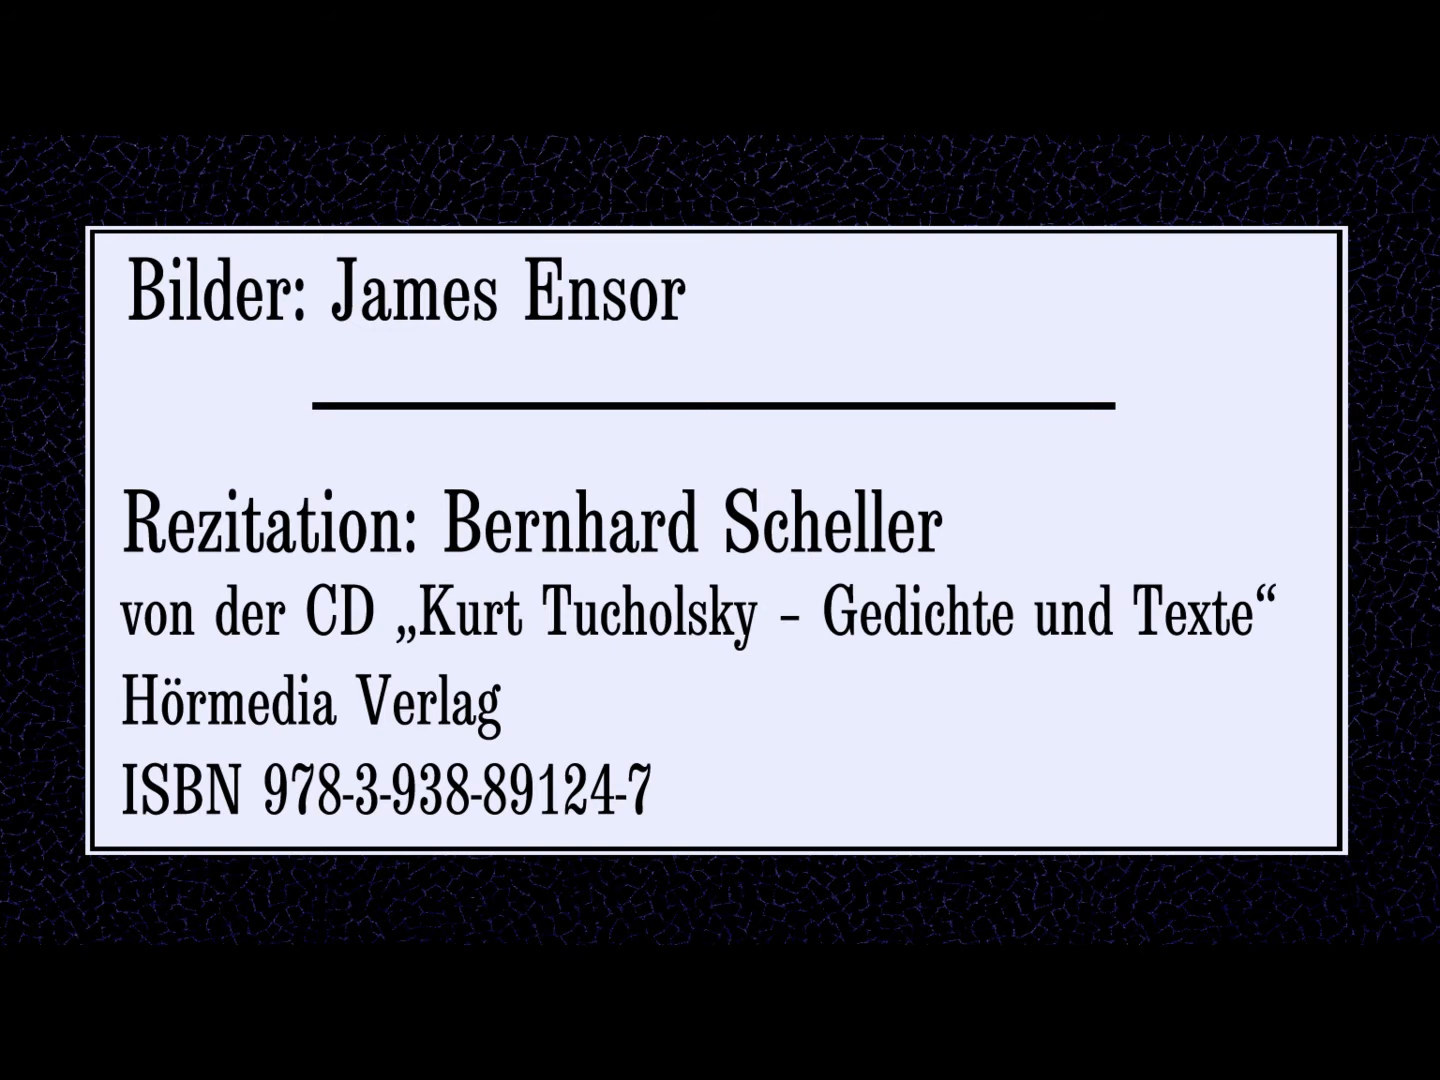 Bilder: James Ensor
Rezitation: Bernhard Scheller
von der CD „Kurt Tucholsky – Gedichte und Texte“
Hörmedia Verlag
ISBN 978-3-938-89124-7